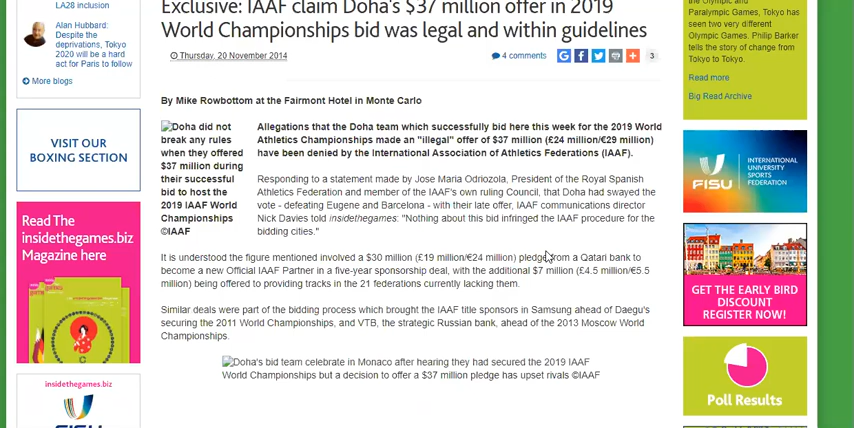 LA28 inclusion
Alan Hubbard:
Despite the
deprivations, Tokyo
2020 will be a hard
act for Paris to follow
More blogs
VISIT OUR
BOXING SECTION
Read The
insidethegames.biz
Magazine here
insidethegames.biz
FISU
Exclusive: IAAF claim Doha's $37 million offer in 2019
World Championships bid was legal and within guidelines
Thursday, 20 November 2014
4 comments
3
By Mike Rowbottom at the Fairmont Hotel in Monte Carlo
Doha did not
break any rules
when they offered
$37 million during
their successful
bid to host the
2019 IAAF World
Championships
©IAAF
Allegations that the Doha team which successfully bid here this week for the 2019 World
Athletics Championships made an "illegal" offer of $37 million (£24 million/€29 million)
have been denied by the International Association of Athletics Federations (IAAF).
Responding to a statement made by Jose Maria Odriozola, President of the Royal Spanish
Athletics Federation and member of the IAAF's own ruling Council, that Doha had swayed the
vote - defeating Eugene and Barcelona - with their late offer, IAAF communications director
Nick Davies told insidethegames: "Nothing about this bid infringed the IAAF procedure for the
bidding cities."
It is understood the figure mentioned involved a $30 million (£19 million/€24 million) pledge from a Qatari bank to
become a new Official IAAF Partner in a five-year sponsorship deal, with the additional $7 million (£4.5 million/€5.5
million) being offered to providing tracks in the 21 federations currently lacking them.
Similar deals were part of the bidding process which brought the IAAF title sponsors in Samsung ahead of Daegu's
securing the 2011 World Championships, and VTB, the strategic Russian bank, ahead of the 2013 Moscow World
Championships.
Doha's bid team celebrate in Monaco after hearing they had secured the 2019 IAAF
World Championships but a decision to offer a $37 million pledge has upset rivals ©IAAF
the Olympic and
Paralympic Games, Tokyo has
seen two very different
Olympic Games. Philip Barker
tells the story of change from
Tokyo to Tokyo.
Read more
Big Read Archive
FISU
INTERNATIONAL
UNIVERSITY
SPORTS
FEDERATION
GET THE EARLY BIRD
DISCOUNT
REGISTER NOW!
Poll Results